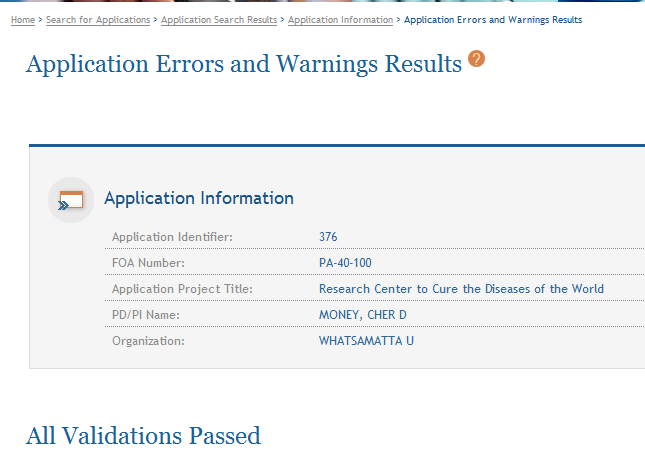 Home > Search for Applications > Application Search Results > Application Information > Application Errors and Warnings Results
Application Errors and Warnings Results ?
Application Information
Application Identifier: 376
FOA Number: PA-40-100
Application Project Title: Research Center to Cure the Diseases of the World
PD/PI Name: MONEY, CHER D
Organization: WHATSAMATTA U
All Validations Passed